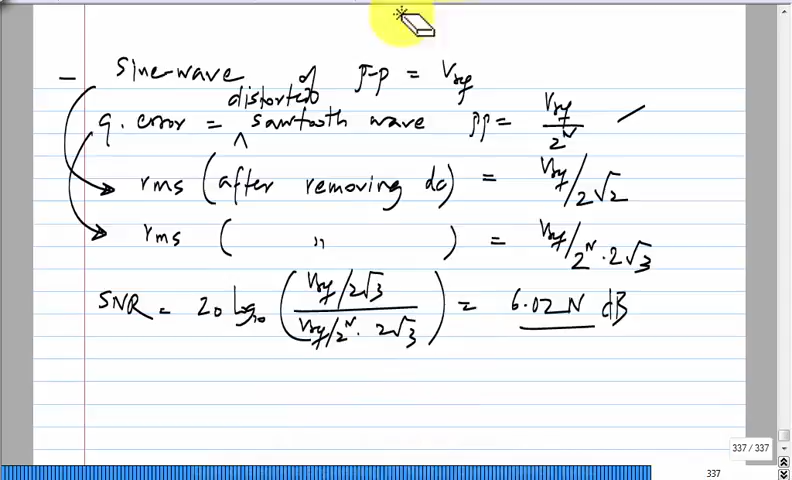 – Sine-wave of p-p = Vref
distorted
q. error = ^ sawtooth wave pp = Vref/2^N
rms (after removing dc) = Vref/2√2
rms ( " ) = Vref/2^N · 2√3
SNR = 20 log10 (Vref/2√3 / Vref/2^N · 2√3) = 6.02N dB
337 / 337
337